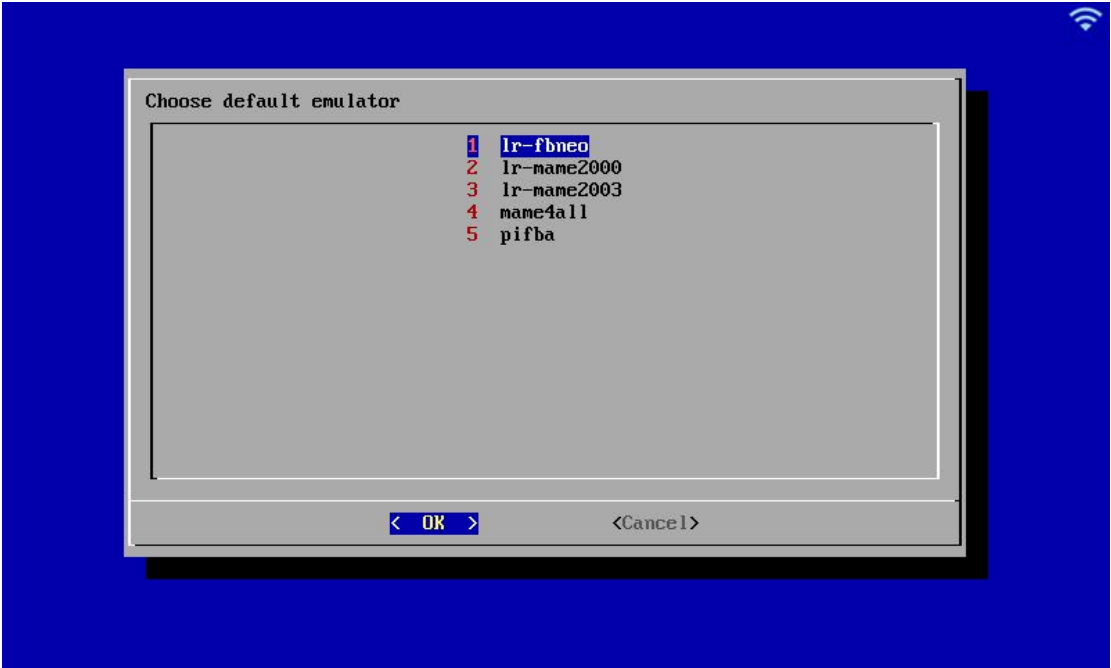 Choose default emulator
1 lr-fbneo
2 lr-mame2000
3 lr-mame2003
4 mame4all
5 pifba
< OK > <Cancel>